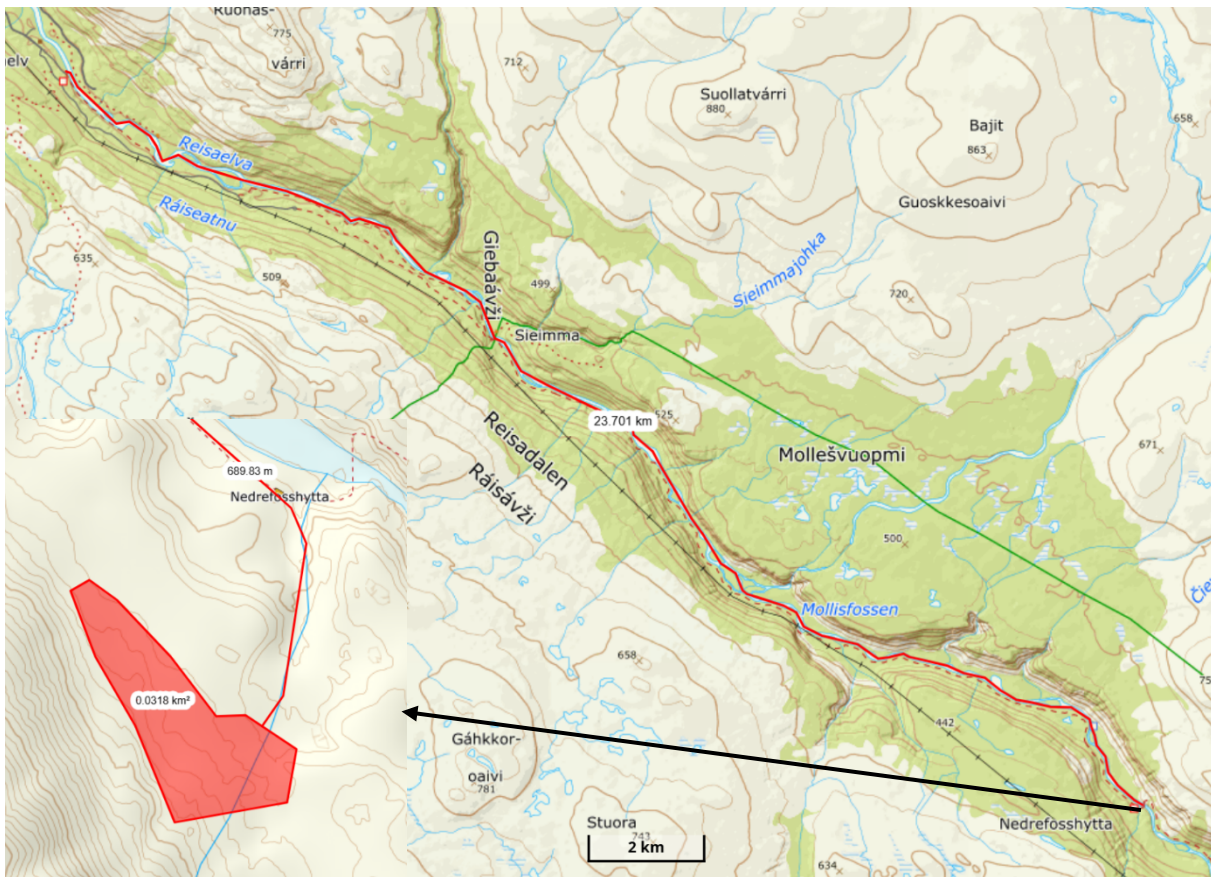 Ruonas-
775
várri
elv
712
Suollatvárri
880
658
Bajit
863
Reisaelva
Guoskkesoaivi
Ráiseatnu
635
509
Giebaávži
499
Sieimmajohka
720
Sieimma
525
23.701 km
671
Reisadalen
Ráisávži
Mollešvuopmi
689.83 m
Nedrefosshytta
500
Mollisfossen
658
75
0.0318 km²
442
Gáhkkor-
oaivi
781
Stuora
743
2 km
Nedrefosshytta
634